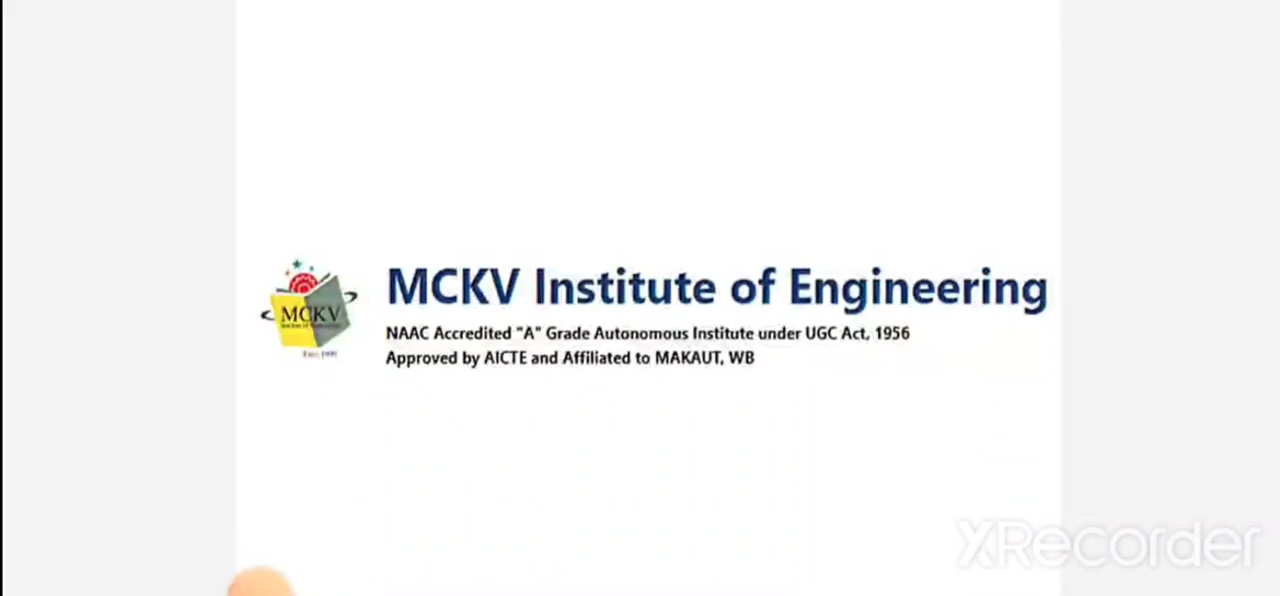 MCKV Institute of Engineering
NAAC Accredited "A" Grade Autonomous Institute under UGC Act, 1956
Approved by AICTE and Affiliated to MAKAUT, WB
MCKV
XRecorder